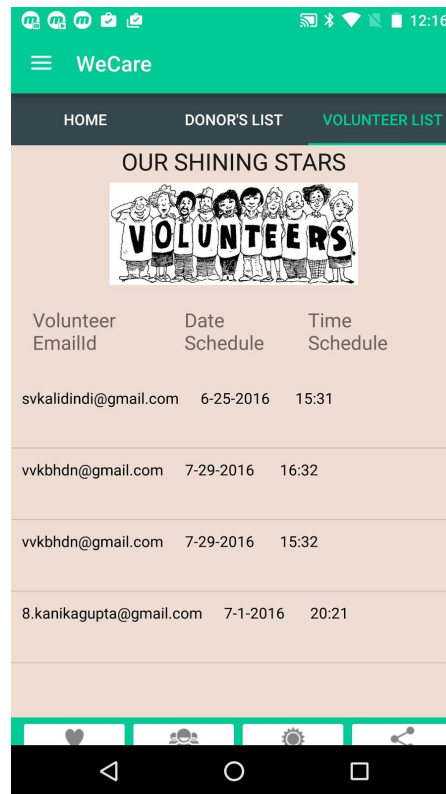 12:16
WeCare
HOME DONOR'S LIST VOLUNTEER LIST
OUR SHINING STARS
VOLUNTEERS
Volunteer EmailId Date Schedule Time Schedule
svkalidindi@gmail.com 6-25-2016 15:31
vvkbhdn@gmail.com 7-29-2016 16:32
vvkbhdn@gmail.com 7-29-2016 15:32
8.kanikagupta@gmail.com 7-1-2016 20:21